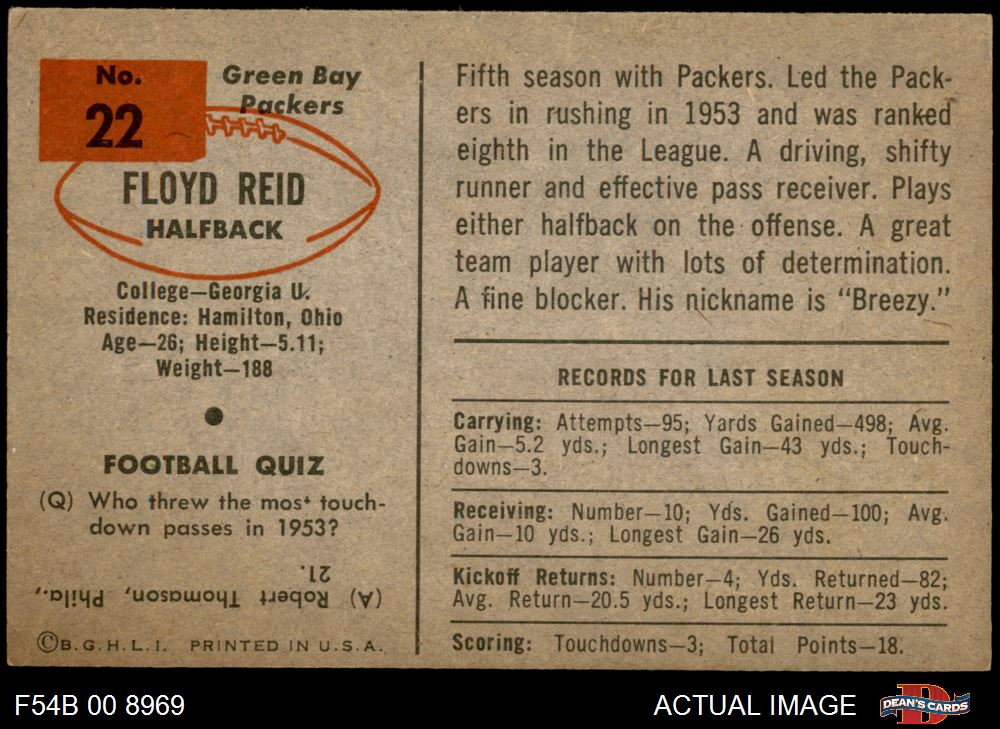 No.
22
Green Bay
Packers
FLOYD REID
HALFBACK
College—Georgia U.
Residence: Hamilton, Ohio
Age—26; Height—5.11;
Weight—188
FOOTBALL QUIZ
(Q) Who threw the most touch-
down passes in 1953?
(A) Robert Thomason, Phila.,
21.
©B.G.H.L.I. PRINTED IN U.S.A.
Fifth season with Packers. Led the Pack-
ers in rushing in 1953 and was ranked
eighth in the League. A driving, shifty
runner and effective pass receiver. Plays
either halfback on the offense. A great
team player with lots of determination.
A fine blocker. His nickname is “Breezy.”
RECORDS FOR LAST SEASON
Carrying: Attempts—95; Yards Gained—498; Avg.
Gain—5.2 yds.; Longest Gain—43 yds.; Touch-
downs—3.
Receiving: Number—10; Yds. Gained—100; Avg.
Gain—10 yds.; Longest Gain—26 yds.
Kickoff Returns: Number—4; Yds. Returned—82;
Avg. Return—20.5 yds.; Longest Return—23 yds.
Scoring: Touchdowns—3; Total Points—18.
F54B 00 8969
ACTUAL IMAGE
DEAN'S CARDS